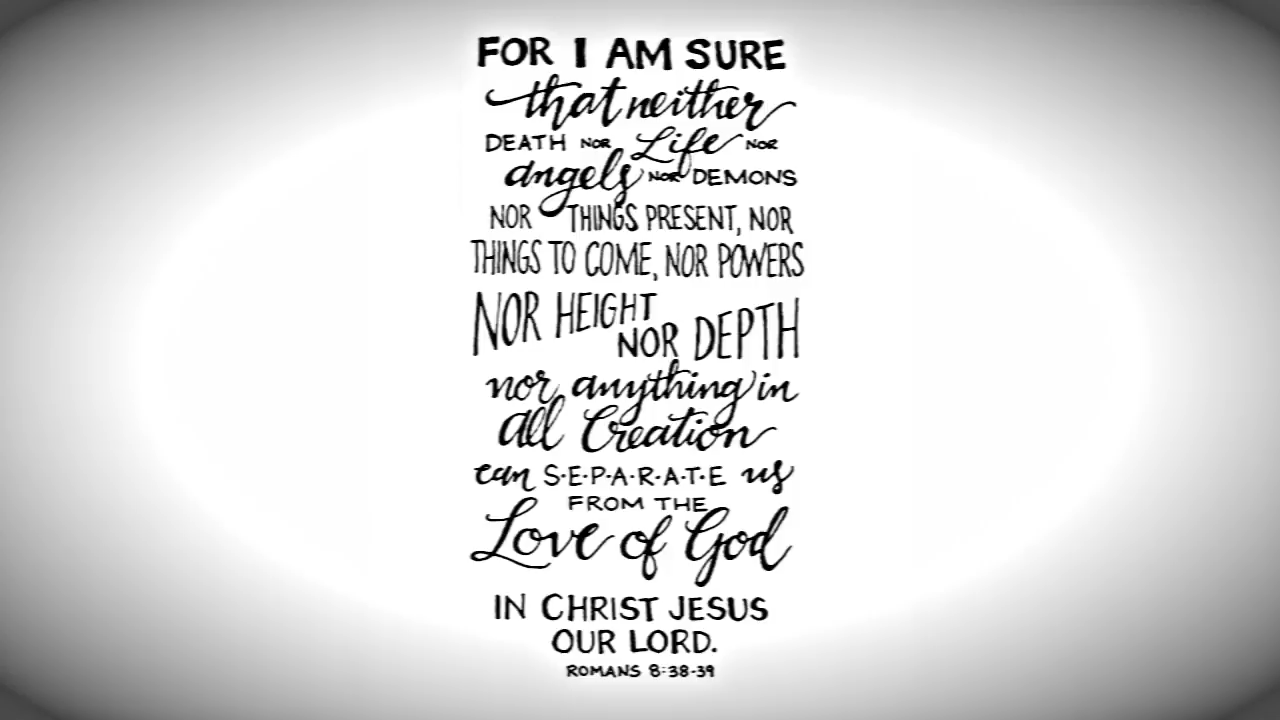 FOR I AM SURE
that neither
DEATH NOR Life NOR
angels NOR DEMONS
NOR THINGS PRESENT, NOR
THINGS TO COME, NOR POWERS
NOR HEIGHT
NOR DEPTH
nor anything in
all Creation
can S·E·P·A·R·A·T·E us
FROM THE
Love of God
IN CHRIST JESUS
OUR LORD.
ROMANS 8:38-39